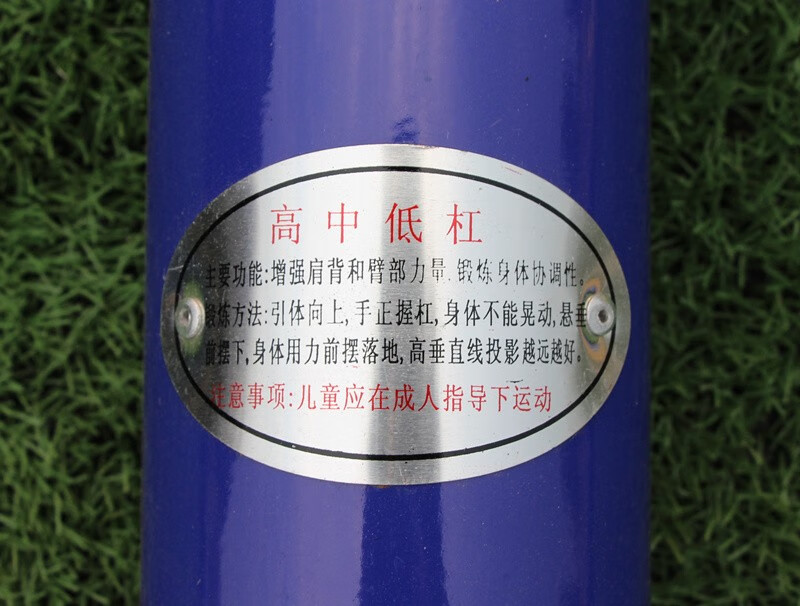 高中低杠
主要功能:增强肩背和臂部力量.锻炼身体协调性。
锻炼方法:引体向上,手正握杠,身体不能晃动,悬垂
前摆下,身体用力前摆落地,高垂直线投影越远越好。
注意事项:儿童应在成人指导下运动